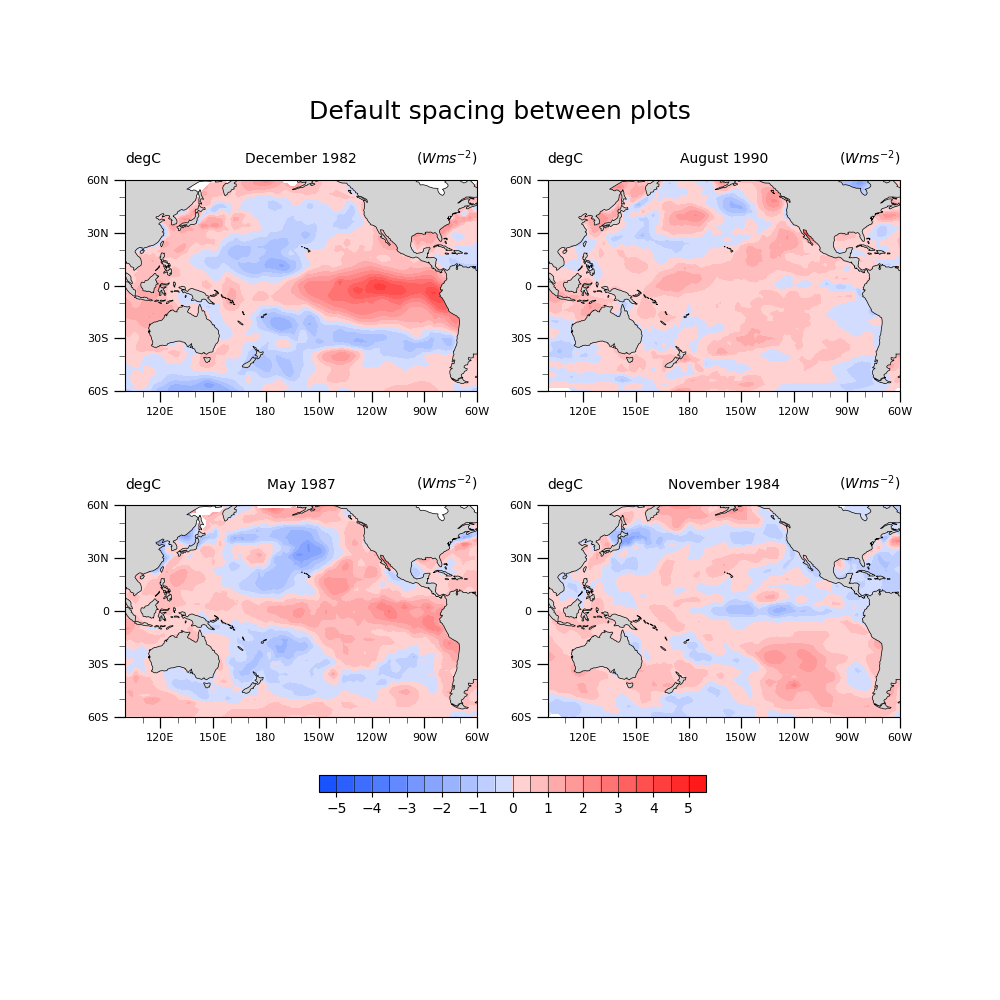 Default spacing between plots
degC December 1982 (Wms⁻²)
60N
30N
0
30S
60S
120E 150E 180 150W 120W 90W 60W
degC August 1990 (Wms⁻²)
60N
30N
0
30S
60S
120E 150E 180 150W 120W 90W 60W
degC May 1987 (Wms⁻²)
60N
30N
0
30S
60S
120E 150E 180 150W 120W 90W 60W
degC November 1984 (Wms⁻²)
60N
30N
0
30S
60S
120E 150E 180 150W 120W 90W 60W
−5 −4 −3 −2 −1 0 1 2 3 4 5